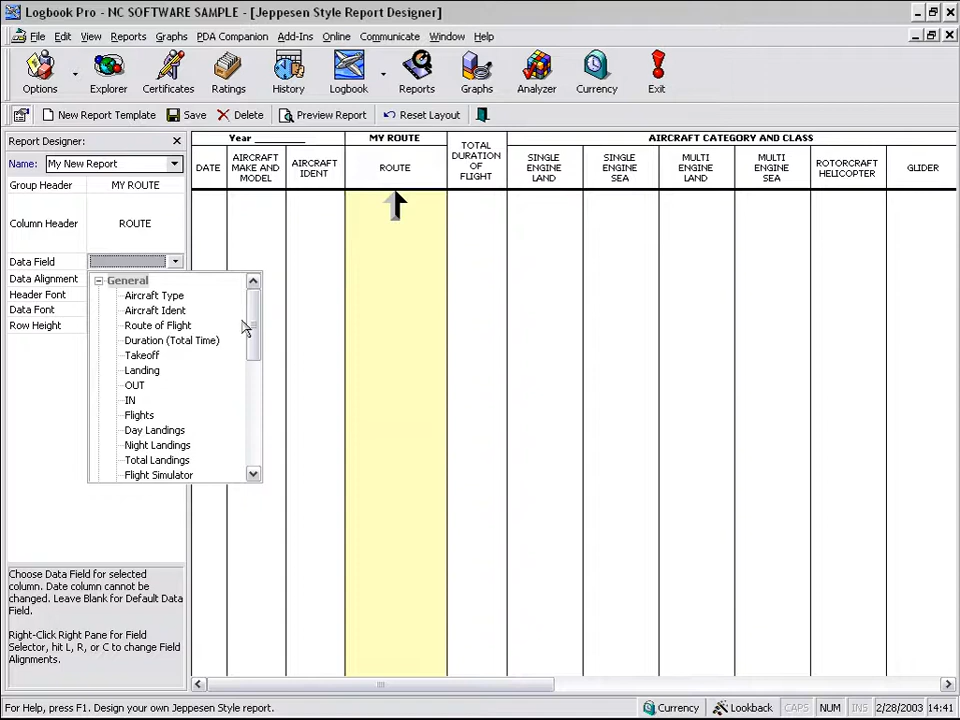 Logbook Pro - NC SOFTWARE SAMPLE - [Jeppesen Style Report Designer]
File Edit View Reports Graphs PDA Companion Add-Ins Online Communicate Window Help
Options Explorer Certificates Ratings History Logbook Reports Graphs Analyzer Currency Exit
New Report Template Save Delete Preview Report Reset Layout
Report Designer:
Name: My New Report
Group Header MY ROUTE
Column Header ROUTE
Data Field
Data Alignment
Header Font
Data Font
Row Height
General
Aircraft Type
Aircraft Ident
Route of Flight
Duration (Total Time)
Takeoff
Landing
OUT
IN
Flights
Day Landings
Night Landings
Total Landings
Flight Simulator
Choose Data Field for selected
column. Date column cannot be
changed. Leave Blank for Default Data
Field.
Right-Click Right Pane for Field
Selector, hit L, R, or C to change Field
Alignments.
Year ________
MY ROUTE
AIRCRAFT CATEGORY AND CLASS
DATE
AIRCRAFT
MAKE AND
MODEL
AIRCRAFT
IDENT
ROUTE
TOTAL
DURATION
OF
FLIGHT
SINGLE
ENGINE
LAND
SINGLE
ENGINE
SEA
MULTI
ENGINE
LAND
MULTI
ENGINE
SEA
ROTORCRAFT
HELICOPTER
GLIDER
For Help, press F1. Design your own Jeppesen Style report.
Currency Lookback CAPS NUM INS 2/28/2003 14:41